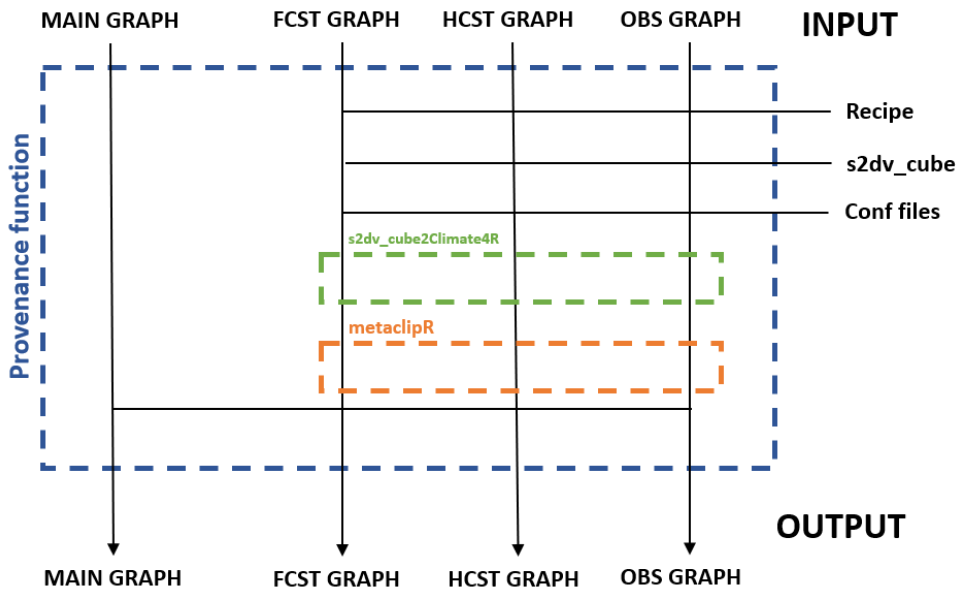 MAIN GRAPH
FCST GRAPH
HCST GRAPH
OBS GRAPH
INPUT
Provenance function
Recipe
s2dv_cube
Conf files
s2dv_cube2Climate4R
metaclipR
OUTPUT
MAIN GRAPH
FCST GRAPH
HCST GRAPH
OBS GRAPH